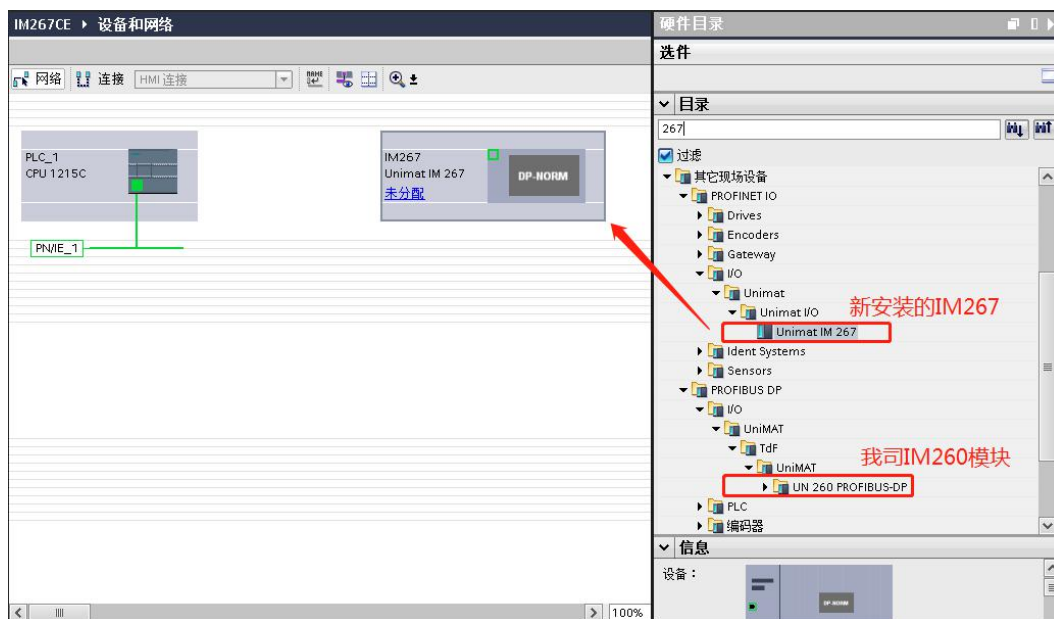 IM267CE ▸ 设备和网络
网络 连接 HMI 连接
PLC_1
CPU 1215C
PN/IE_1
IM267
Unimat IM 267
未分配
DP-NORM
100%
硬件目录
选件
目录
267
过滤
其它现场设备
PROFINET IO
Drives
Encoders
Gateway
I/O
Unimat
Unimat I/O
新安装的IM267
Unimat IM 267
Ident Systems
Sensors
PROFIBUS DP
I/O
UniMAT
TdF
我司IM260模块
UniMAT
UN 260 PROFIBUS-DP
PLC
编码器
信息
设备：
DP-NORM